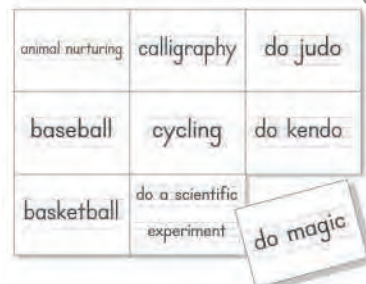 animal nurturing
calligraphy
do judo
baseball
cycling
do kendo
basketball
do a scientific
experiment
do magic